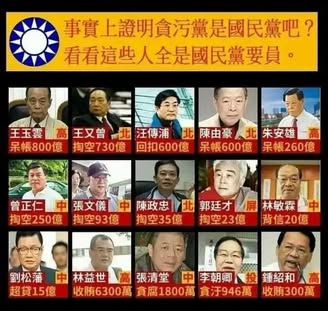 事實上證明貪污黨是國民黨吧？
看看這些人全是國民黨要員。
王玉雲 高
呆帳800億
王又曾 北
掏空730億
汪傳浦 北
回扣600億
陳由豪 北
呆帳600億
朱安雄 高
呆帳260億
曾正仁 中
掏空250億
張文儀 中
掏空93億
陳政忠 北
掏空35億
郭廷才 屏
掏空23億
林敏霖 中
背信20億
劉松藩 中
超貸15億
林益世 高
收賄6300萬
張清堂 中
貪腐1800萬
李朝卿 投
貪汙946萬
鍾紹和 高
收賄300萬